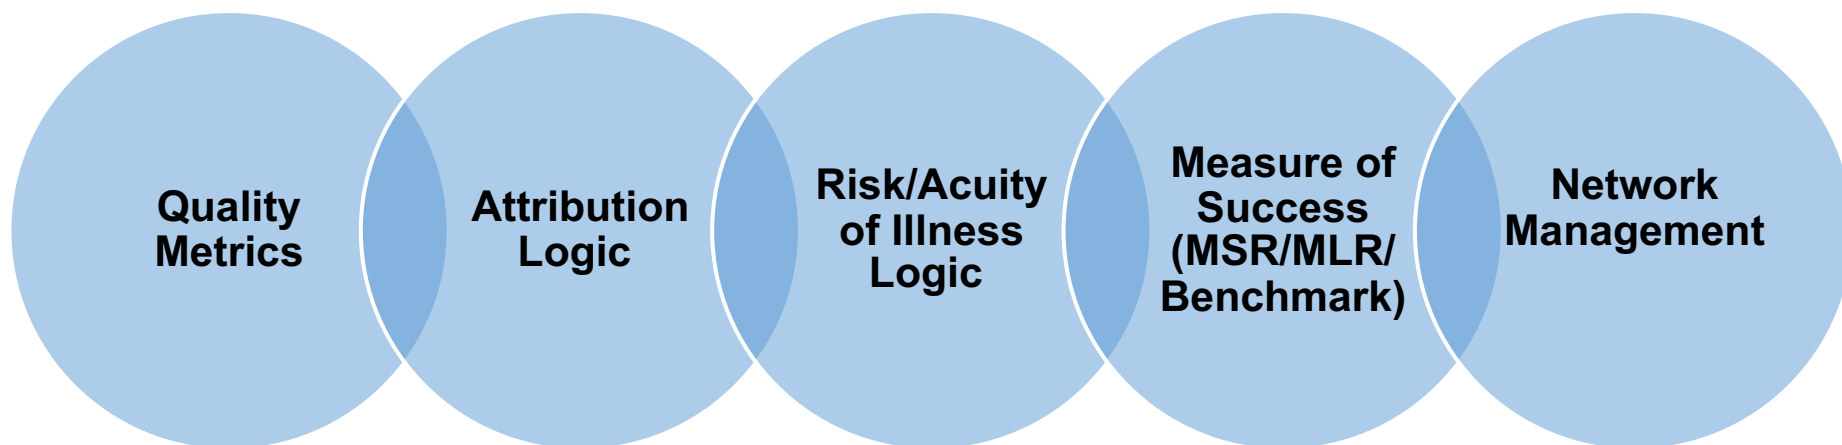 Quality
Metrics
Attribution
Logic
Risk/Acuity
of Illness
Logic
Measure of
Success
(MSR/MLR/
Benchmark)
Network
Management